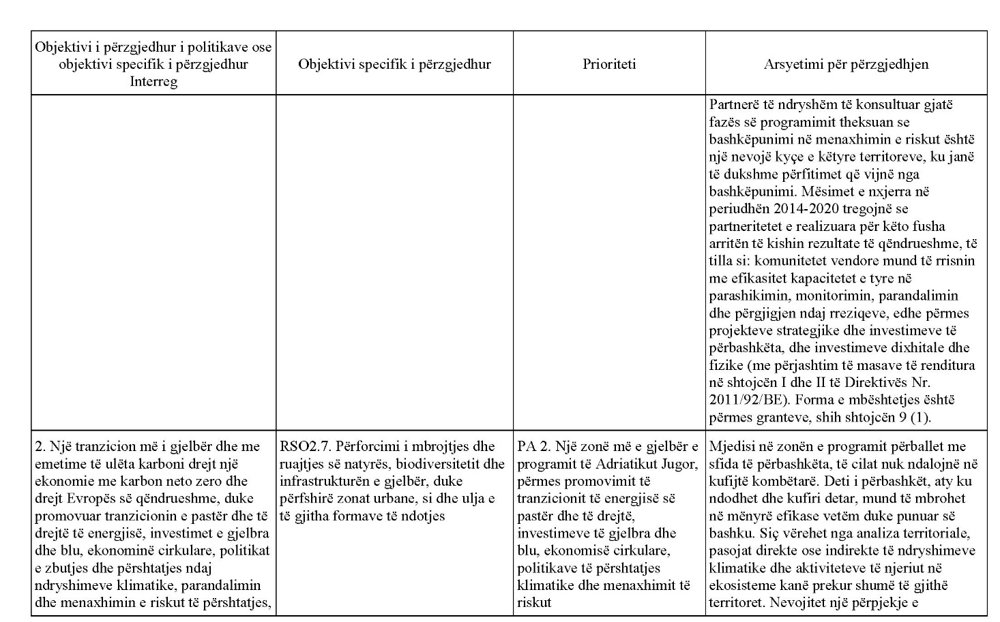 Objektivi i përzgjedhur i politikave ose
objektivi specifik i përzgjedhur
Interreg
Objektivi specifik i përzgjedhur
Prioriteti
Arsyetimi për përzgjedhjen
Partnerë të ndryshëm të konsultuar gjatë
fazës së programimit theksuan se
bashkëpunimi në menaxhimin e riskut është
një nevojë kyçe e këtyre territoreve, ku janë
të dukshme përfitimet që vijnë nga
bashkëpunimi. Mësimet e nxjerra në
periudhën 2014-2020 tregojnë se
partneritetet e realizuara për këto fusha
arritën të kishin rezultate të qëndrueshme, të
tilla si: komunitetet vendore mund të rrisnin
me efikasitet kapacitetet e tyre në
parashikimin, monitorimin, parandalimin
dhe përgjigjen ndaj rreziqeve, edhe përmes
projekteve strategjike dhe investimeve të
përbashkëta, dhe investimeve dixhitale dhe
fizike (me përjashtim të masave të renditura
në shtojcën I dhe II të Direktivës Nr.
2011/92/BE). Forma e mbështetjes është
përmes granteve, shih shtojcën 9 (1).
2. Një tranzicion më i gjelbër dhe me
emetime të ulëta karboni drejt një
ekonomie me karbon neto zero dhe
drejt Evropës së qëndrueshme, duke
promovuar tranzicionin e pastër dhe të
drejtë të energjisë, investimet e gjelbra
dhe blu, ekonominë cirkulare, politikat
e zbutjes dhe përshtatjes ndaj
ndryshimeve klimatike, parandalimin
dhe menaxhimin e riskut të përshtatjes,
RSO2.7. Përforcimi i mbrojtjes dhe
ruajtjes së natyrës, biodiversitetit dhe
infrastrukturën e gjelbër, duke
përfshirë zonat urbane, si dhe ulja e
të gjitha formave të ndotjes
PA 2. Një zonë më e gjelbër e
programit të Adriatikut Jugor,
përmes promovimit të
tranzicionit të energjisë së
pastër dhe të drejtë,
investimeve të gjelbra dhe
blu, ekonomisë cirkulare,
politikave të përshtatjes
klimatike dhe menaxhimit të
riskut
Mjedisi në zonën e programit përballet me
sfida të përbashkëta, të cilat nuk ndalojnë në
kufijtë kombëtarë. Deti i përbashkët, aty ku
ndodhet dhe kufiri detar, mund të mbrohet
në mënyrë efikase vetëm duke punuar së
bashku. Siç vërehet nga analiza territoriale,
pasojat direkte ose indirekte të ndryshimeve
klimatike dhe aktiviteteve të njeriut në
ekosisteme kanë prekur shumë të gjithë
territoret. Nevojitet një përpjekje e